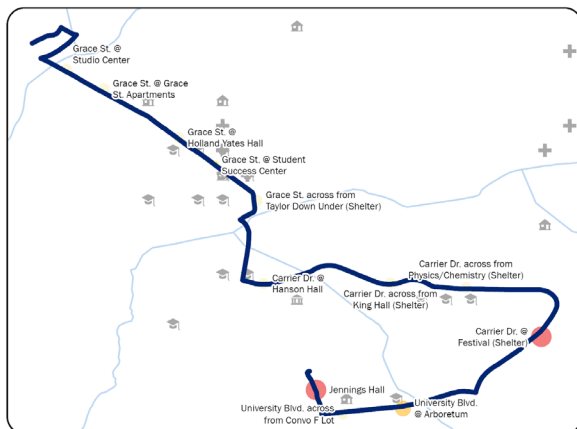 Grace St. @
Studio Center
Grace St. @ Grace
St. Apartments
Grace St. @
Holland Yates Hall
Grace St. @ Student
Success Center
Grace St. across from
Taylor Down Under (Shelter)
Carrier Dr. @
Hanson Hall
Carrier Dr. across from
King Hall (Shelter)
Carrier Dr. across from
Physics/Chemistry (Shelter)
Carrier Dr. @
Festival (Shelter)
University Blvd.
@ Arboretum
University Blvd. across
from Convo F Lot
Jennings Hall